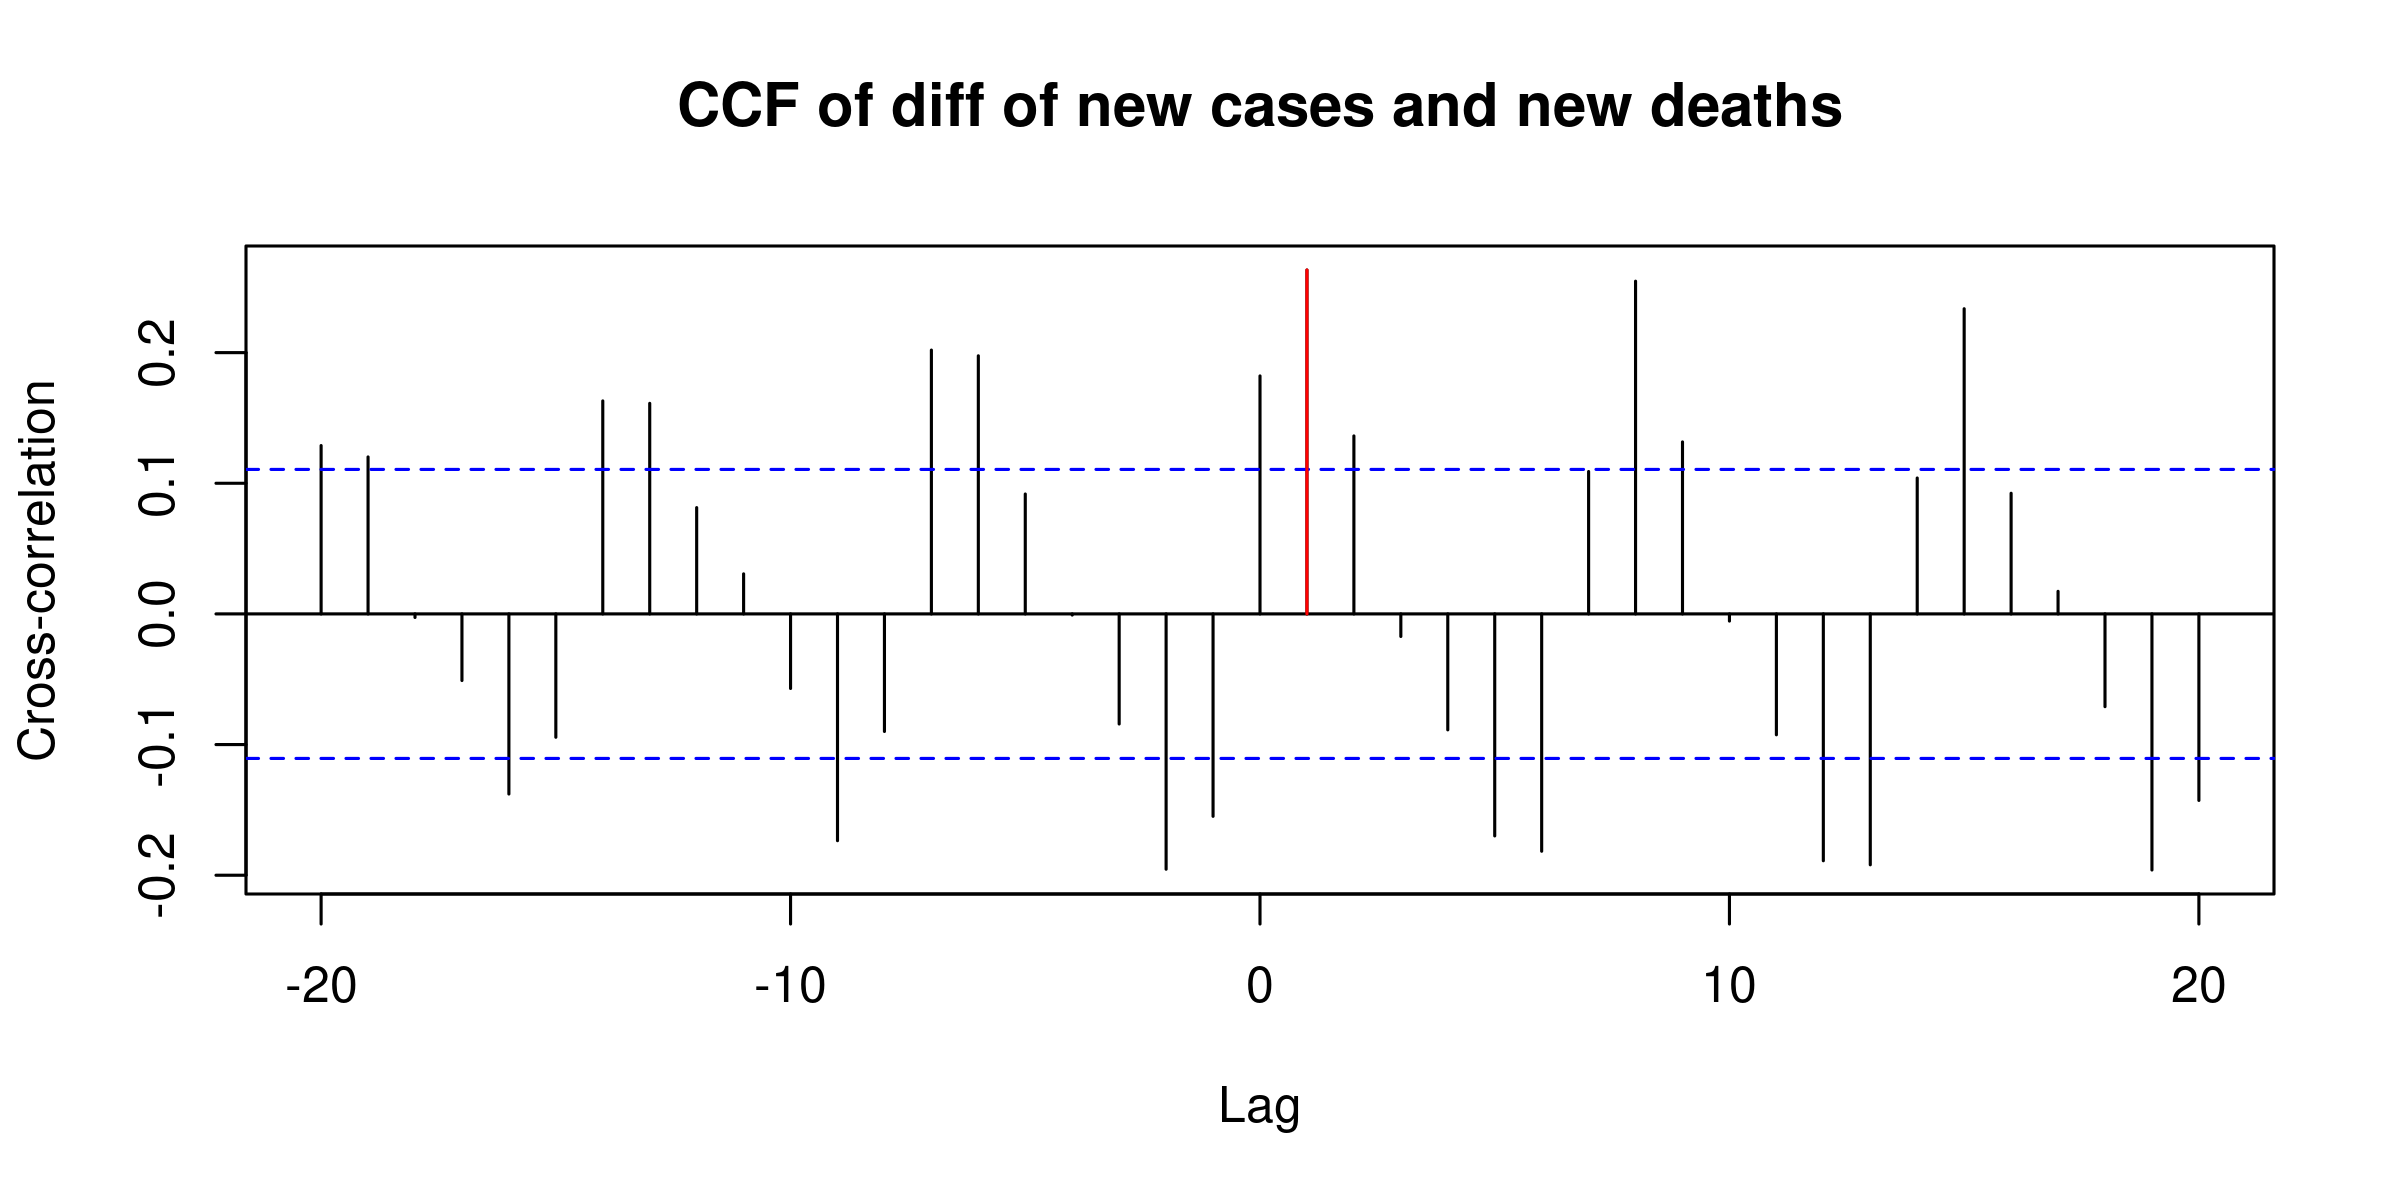 CCF of diff of new cases and new deaths
Cross-correlation
0.2
0.1
0.0
-0.1
-0.2
-20 -10 0 10 20
Lag